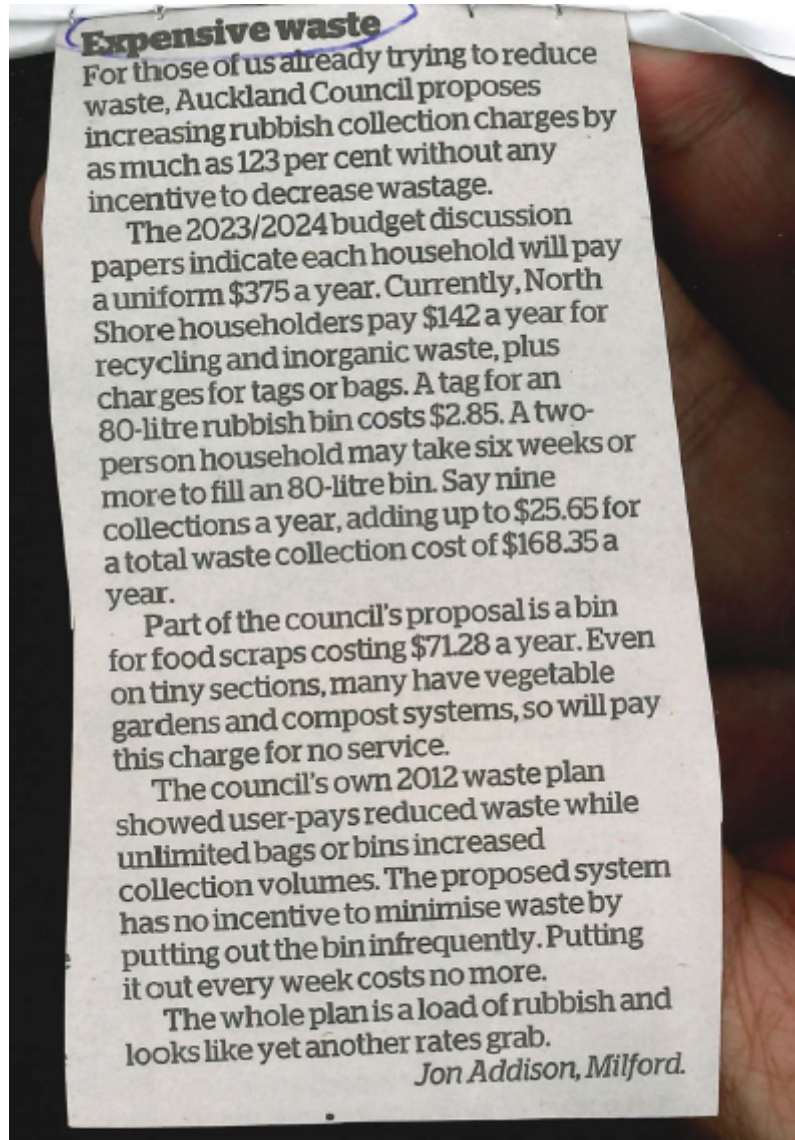 Expensive waste
For those of us already trying to reduce
waste, Auckland Council proposes
increasing rubbish collection charges by
as much as 123 per cent without any
incentive to decrease wastage.
The 2023/2024 budget discussion
papers indicate each household will pay
a uniform $375 a year. Currently, North
Shore householders pay $142 a year for
recycling and inorganic waste, plus
charges for tags or bags. A tag for an
80-litre rubbish bin costs $2.85. A two-
person household may take six weeks or
more to fill an 80-litre bin. Say nine
collections a year, adding up to $25.65 for
a total waste collection cost of $168.35 a
year.
Part of the council's proposal is a bin
for food scraps costing $71.28 a year. Even
on tiny sections, many have vegetable
gardens and compost systems, so will pay
this charge for no service.
The council's own 2012 waste plan
showed user-pays reduced waste while
unlimited bags or bins increased
collection volumes. The proposed system
has no incentive to minimise waste by
putting out the bin infrequently. Putting
it out every week costs no more.
The whole plan is a load of rubbish and
looks like yet another rates grab.
Jon Addison, Milford.